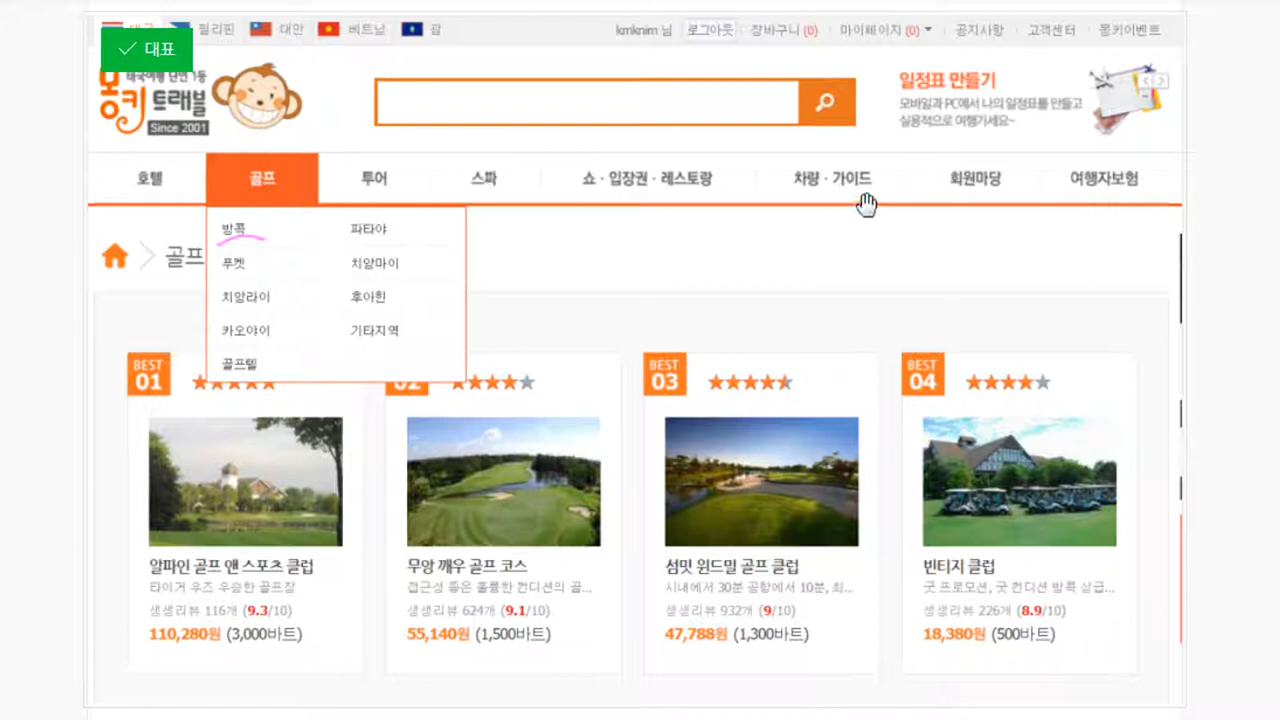 필리핀 대만 베트남 괌
kmknim 님 로그아웃 장바구니 (0) 마이페이지 (0) 공지사항 고객센터 몽키이벤트
대표
태국여행 단연 1등
몽키 트래블
Since 2001
일정표 만들기
모바일과 PC에서 나의 일정표를 만들고
실용적으로 여행가세요~
호텔 골프 투어 스파 쇼 · 입장권 · 레스토랑 차량 · 가이드 회원마당 여행자보험
방콕 파타야
골프
푸켓 치앙마이
치앙라이 후아힌
카오야이 기타지역
골프텔
BEST 01
02
BEST 03
BEST 04
알파인 골프 앤 스포츠 클럽
타이거 우즈 우승한 골프장
생생리뷰 116개 (9.3/10)
110,280원 (3,000바트)
무앙 깨우 골프 코스
접근성 좋은 훌륭한 컨디션의 골...
생생리뷰 624개 (9.1/10)
55,140원 (1,500바트)
섬밋 윈드밀 골프 클럽
시내에서 30분 공항에서 10분, 최...
생생리뷰 932개 (9/10)
47,788원 (1,300바트)
빈티지 클럽
굿 프로모션, 굿 컨디션 방콕 삼급...
생생리뷰 226개 (8.9/10)
18,380원 (500바트)